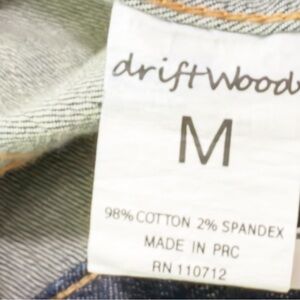 driftwood
M
98% COTTON 2% SPANDEX
MADE IN PRC
RN 110712